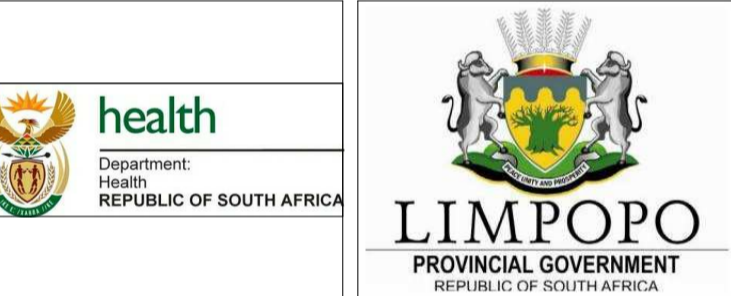 health
Department:
Health
REPUBLIC OF SOUTH AFRICA
PEACE UNITY AND PROSPERITY
LIMPOPO
PROVINCIAL GOVERNMENT
REPUBLIC OF SOUTH AFRICA